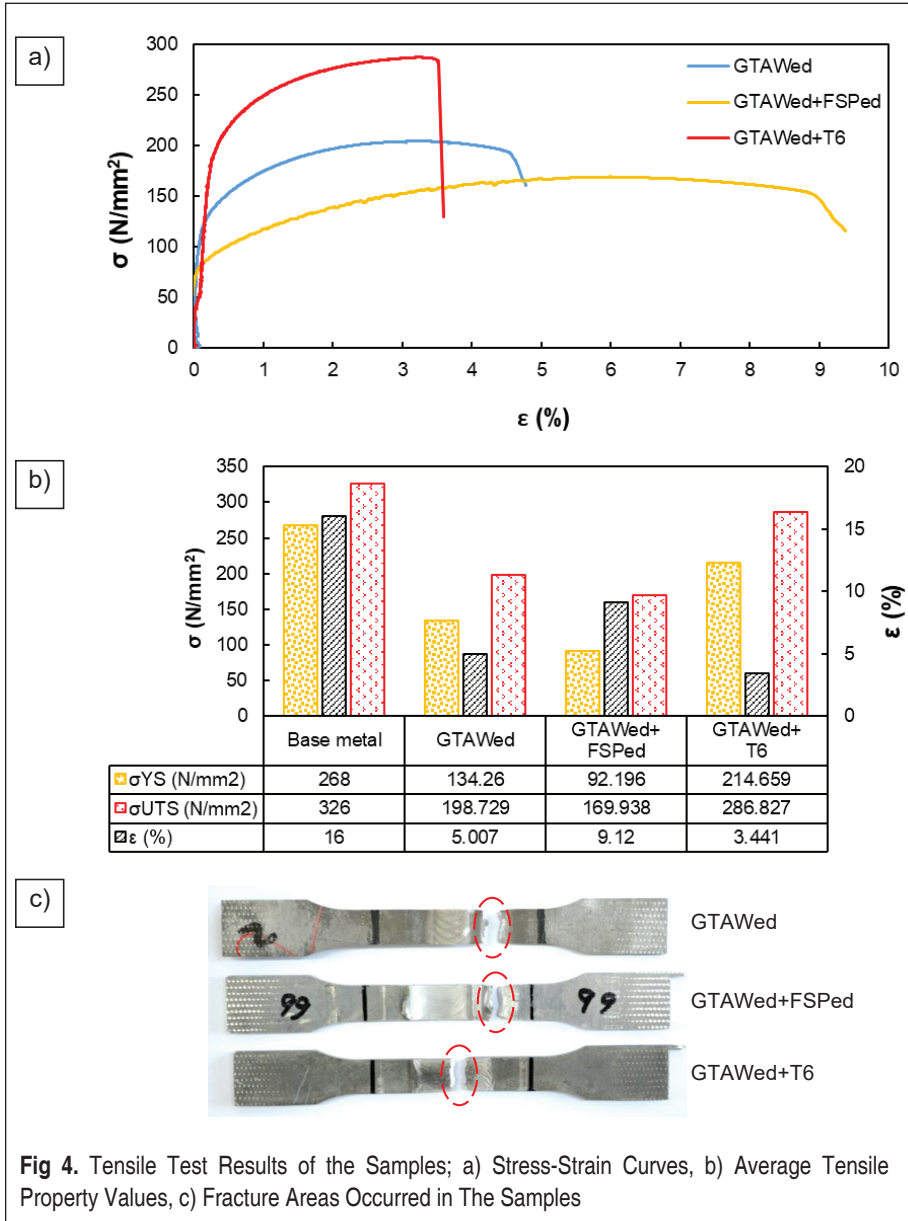 a)
σ (N/mm²)
300
250
200
150
100
50
0
0 1 2 3 4 5 6 7 8 9 10
ε (%)
GTAWed
GTAWed+FSPed
GTAWed+T6
b)
σ (N/mm²)
350
300
250
200
150
100
50
0
20
15
10
5
0
ε (%)
Base metal GTAWed GTAWed+ FSPed GTAWed+ T6
σYS (N/mm2) 268 134.26 92.196 214.659
σUTS (N/mm2) 326 198.729 169.938 286.827
ε (%) 16 5.007 9.12 3.441
c)
GTAWed
99 99 GTAWed+FSPed
GTAWed+T6
Fig 4. Tensile Test Results of the Samples; a) Stress-Strain Curves, b) Average Tensile
Property Values, c) Fracture Areas Occurred in The Samples